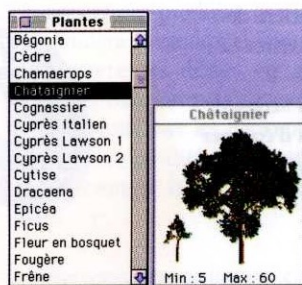 Plantes
Bégonia
Cèdre
Chamaerops
Châtaignier
Cognassier
Cyprès italien
Cyprès Lawson 1
Cyprès Lawson 2
Cytise
Dracaena
Epicéa
Ficus
Fleur en bosquet
Fougère
Frêne
Châtaignier
Min : 5 Max : 60